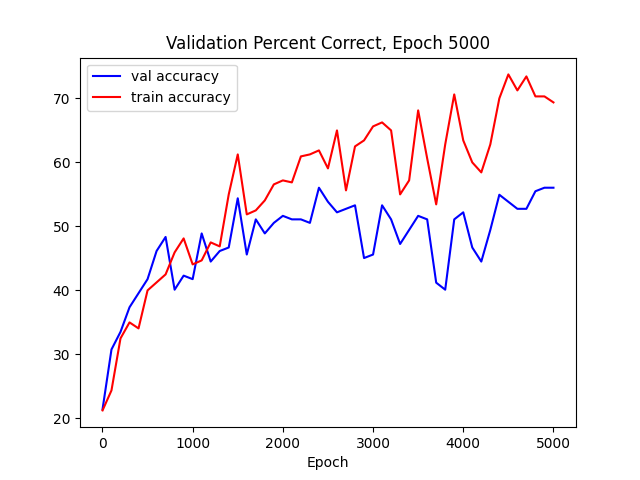 Validation Percent Correct, Epoch 5000
val accuracy
train accuracy
70
60
50
40
30
20
0 1000 2000 3000 4000 5000
Epoch